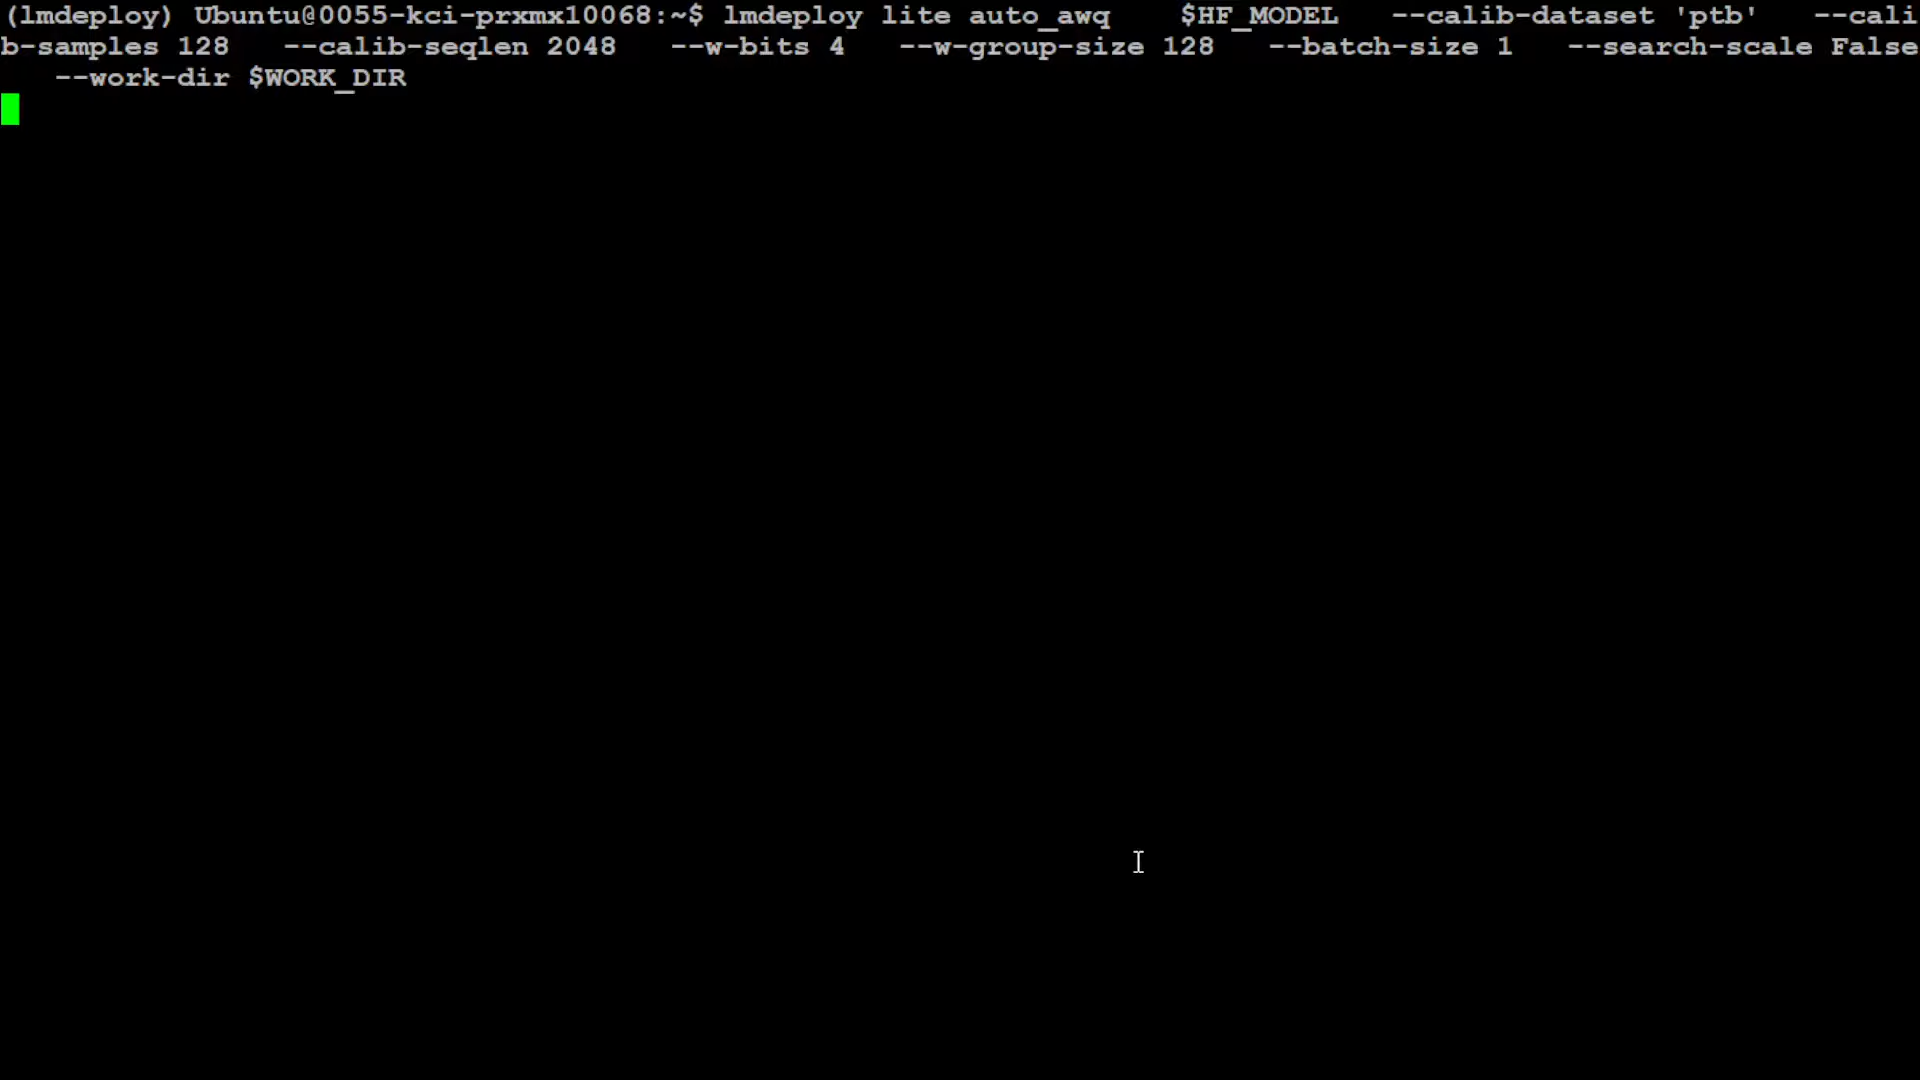 (lmdeploy) Ubuntu@0055-kci-prxmx10068:~$ lmdeploy lite auto_awq    $HF_MODEL   --calib-dataset 'ptb'   --cali
b-samples 128   --calib-seqlen 2048   --w-bits 4   --w-group-size 128   --batch-size 1   --search-scale False
   --work-dir $WORK_DIR